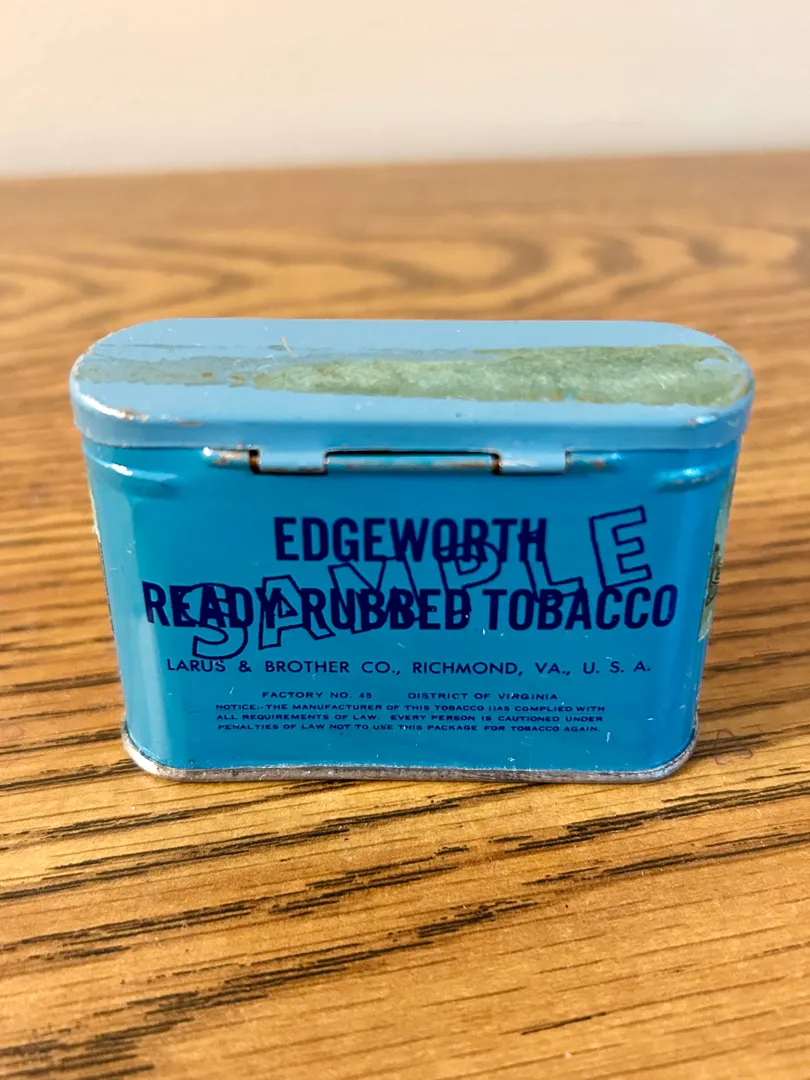 EDGEWORTH
SAMPLE
READY-RUBBED TOBACCO
LARUS & BROTHER CO., RICHMOND, VA., U. S. A.
FACTORY NO. 45 DISTRICT OF VIRGINIA
NOTICE:-THE MANUFACTURER OF THIS TOBACCO HAS COMPLIED WITH
ALL REQUIREMENTS OF LAW. EVERY PERSON IS CAUTIONED UNDER
PENALTIES OF LAW NOT TO USE THIS PACKAGE FOR TOBACCO AGAIN.